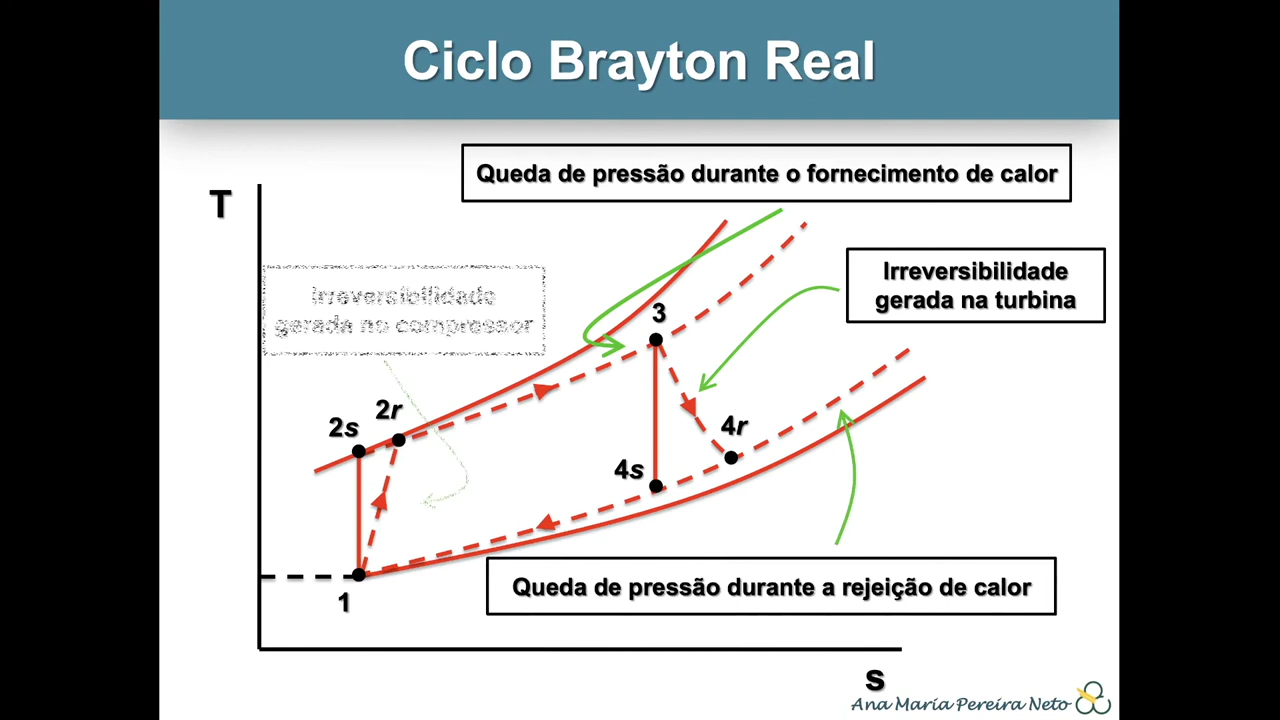 Ciclo Brayton Real
Queda de pressão durante o fornecimento de calor
T
Irreversibilidade
gerada na turbina
Irreversibilidade
gerada no compressor
3
2r
2s
4r
4s
Queda de pressão durante a rejeição de calor
1
s
Ana Maria Pereira Neto